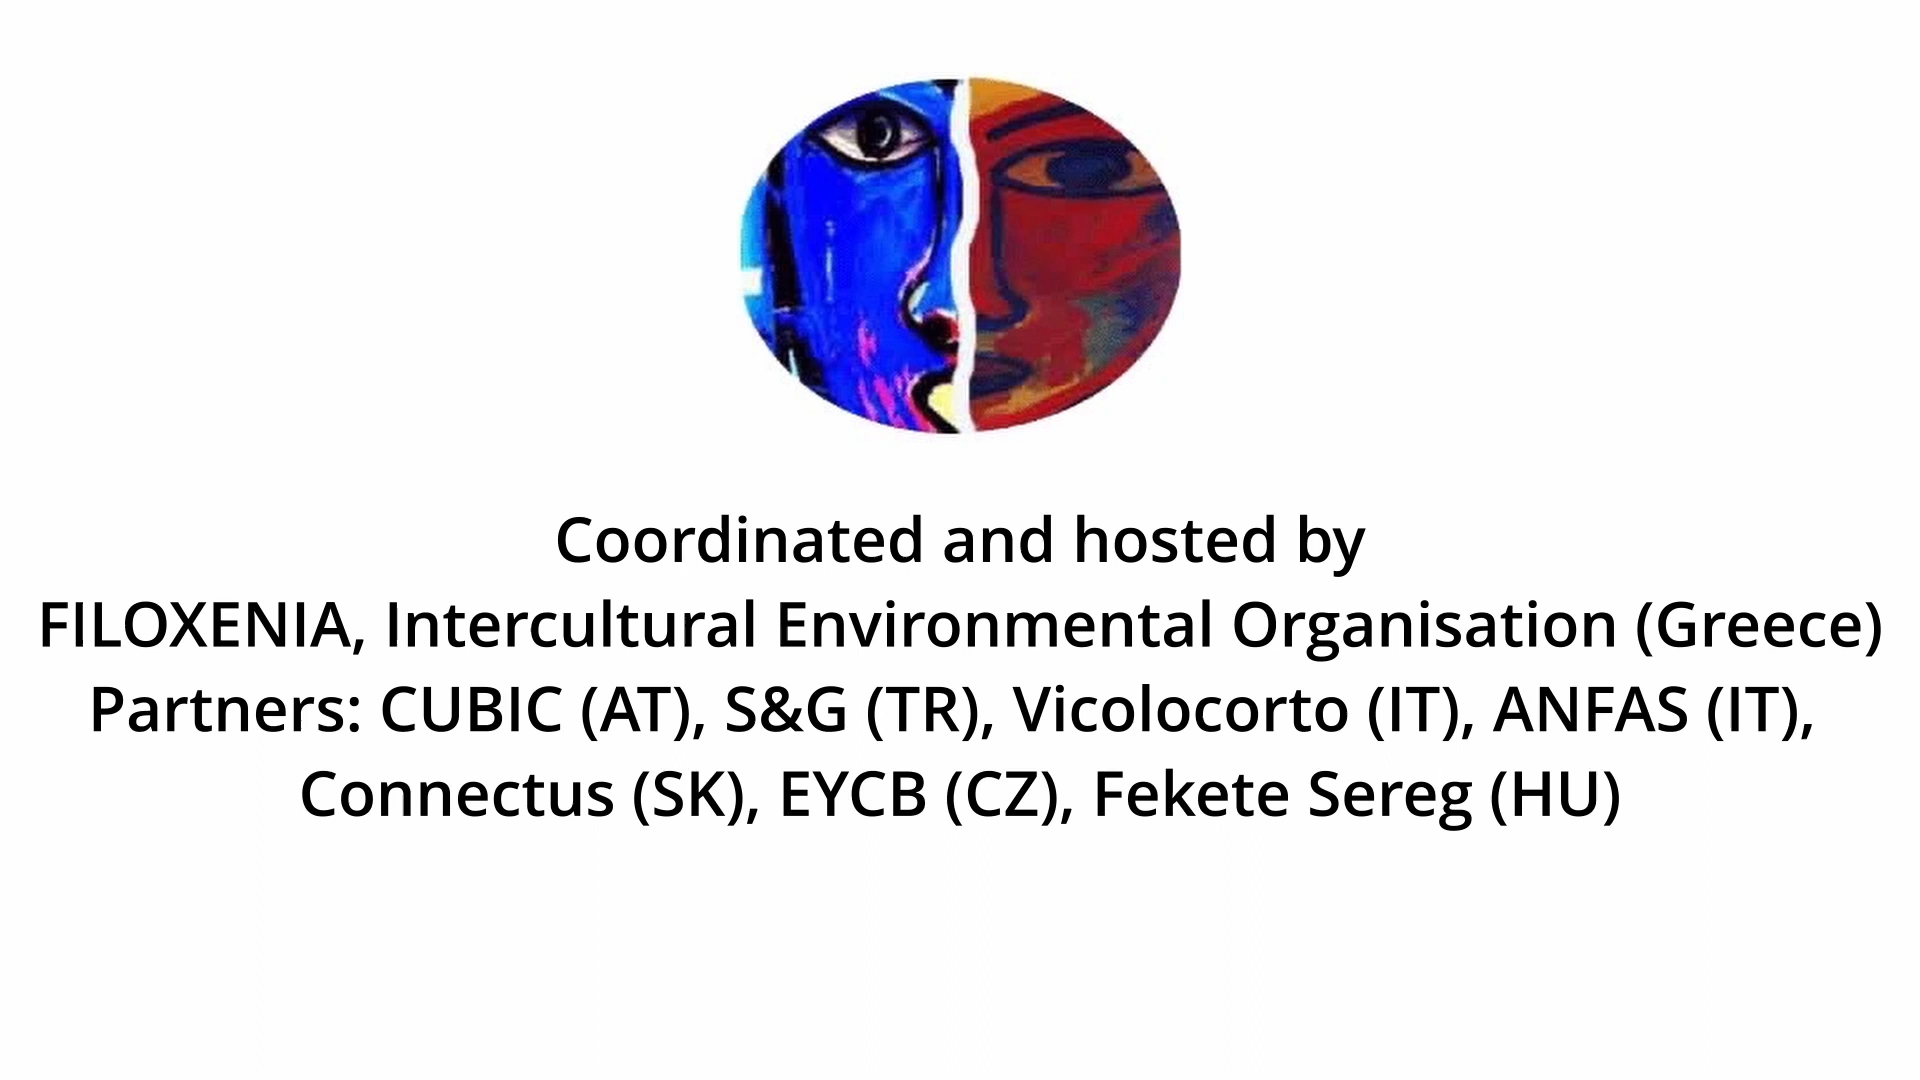 Coordinated and hosted by
FILOXENIA, Intercultural Environmental Organisation (Greece)
Partners: CUBIC (AT), S&G (TR), Vicolocorto (IT), ANFAS (IT),
Connectus (SK), EYCB (CZ), Fekete Sereg (HU)